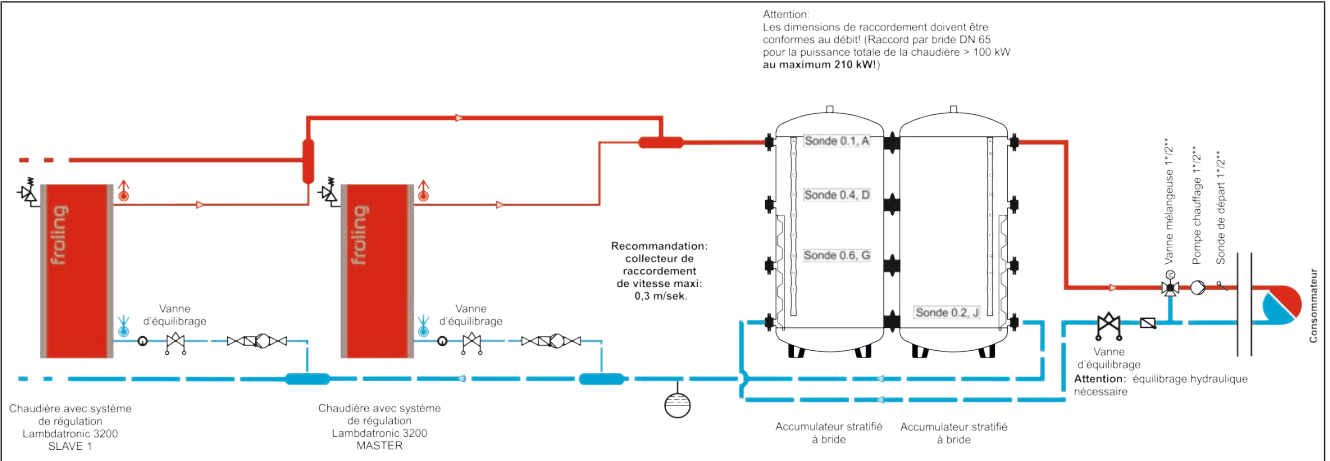 Attention:
Les dimensions de raccordement doivent être
conformes au débit! (Raccord par bride DN 65
pour la puissance totale de la chaudière > 100 kW
au maximum 210 kW!)
froling
froling
Vanne
d'équilibrage
Vanne
d'équilibrage
Recommandation:
collecteur de
raccordement
de vitesse maxi:
0,3 m/sek.
Sonde 0.1, A
Sonde 0.4, D
Sonde 0.6, G
Sonde 0.2, J
Vanne mélangeuse 1*/2**
Pompe chauffage 1*/2**
Sonde de départ 1*/2**
Consommateur
Vanne
d'équilibrage
Attention: équilibrage hydraulique
nécessaire
Chaudière avec système
de régulation
Lambdatronic 3200
SLAVE 1
Chaudière avec système
de régulation
Lambdatronic 3200
MASTER
Accumulateur stratifié
à bride
Accumulateur stratifié
à bride